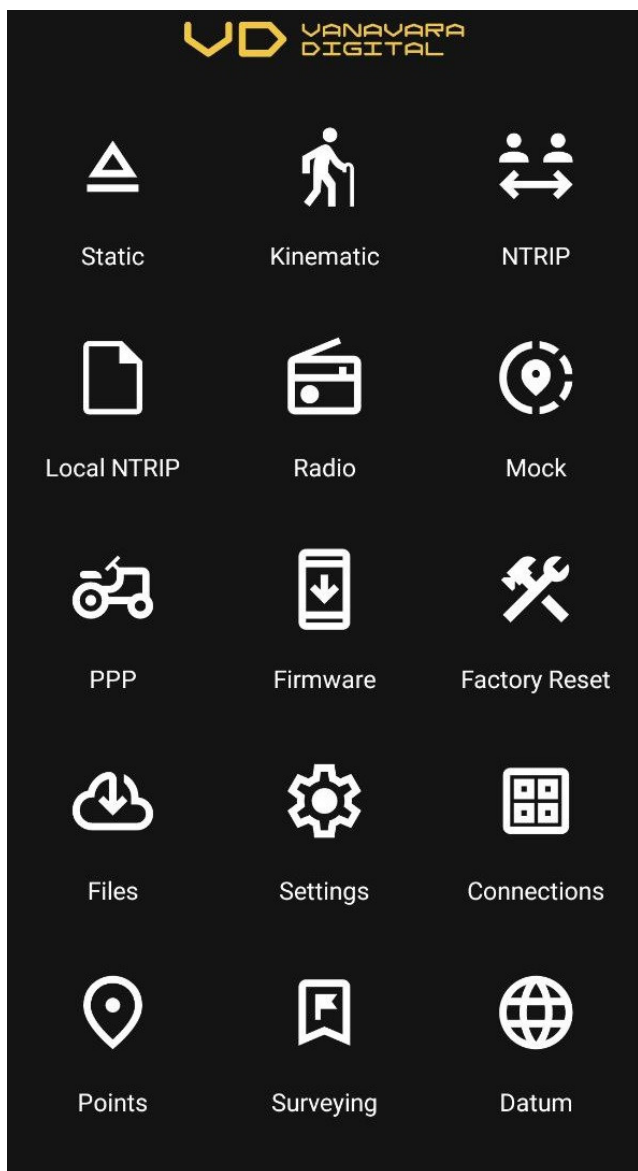 VD VANAVARA
DIGITAL
Static Kinematic NTRIP
Local NTRIP Radio Mock
PPP Firmware Factory Reset
Files Settings Connections
Points Surveying Datum